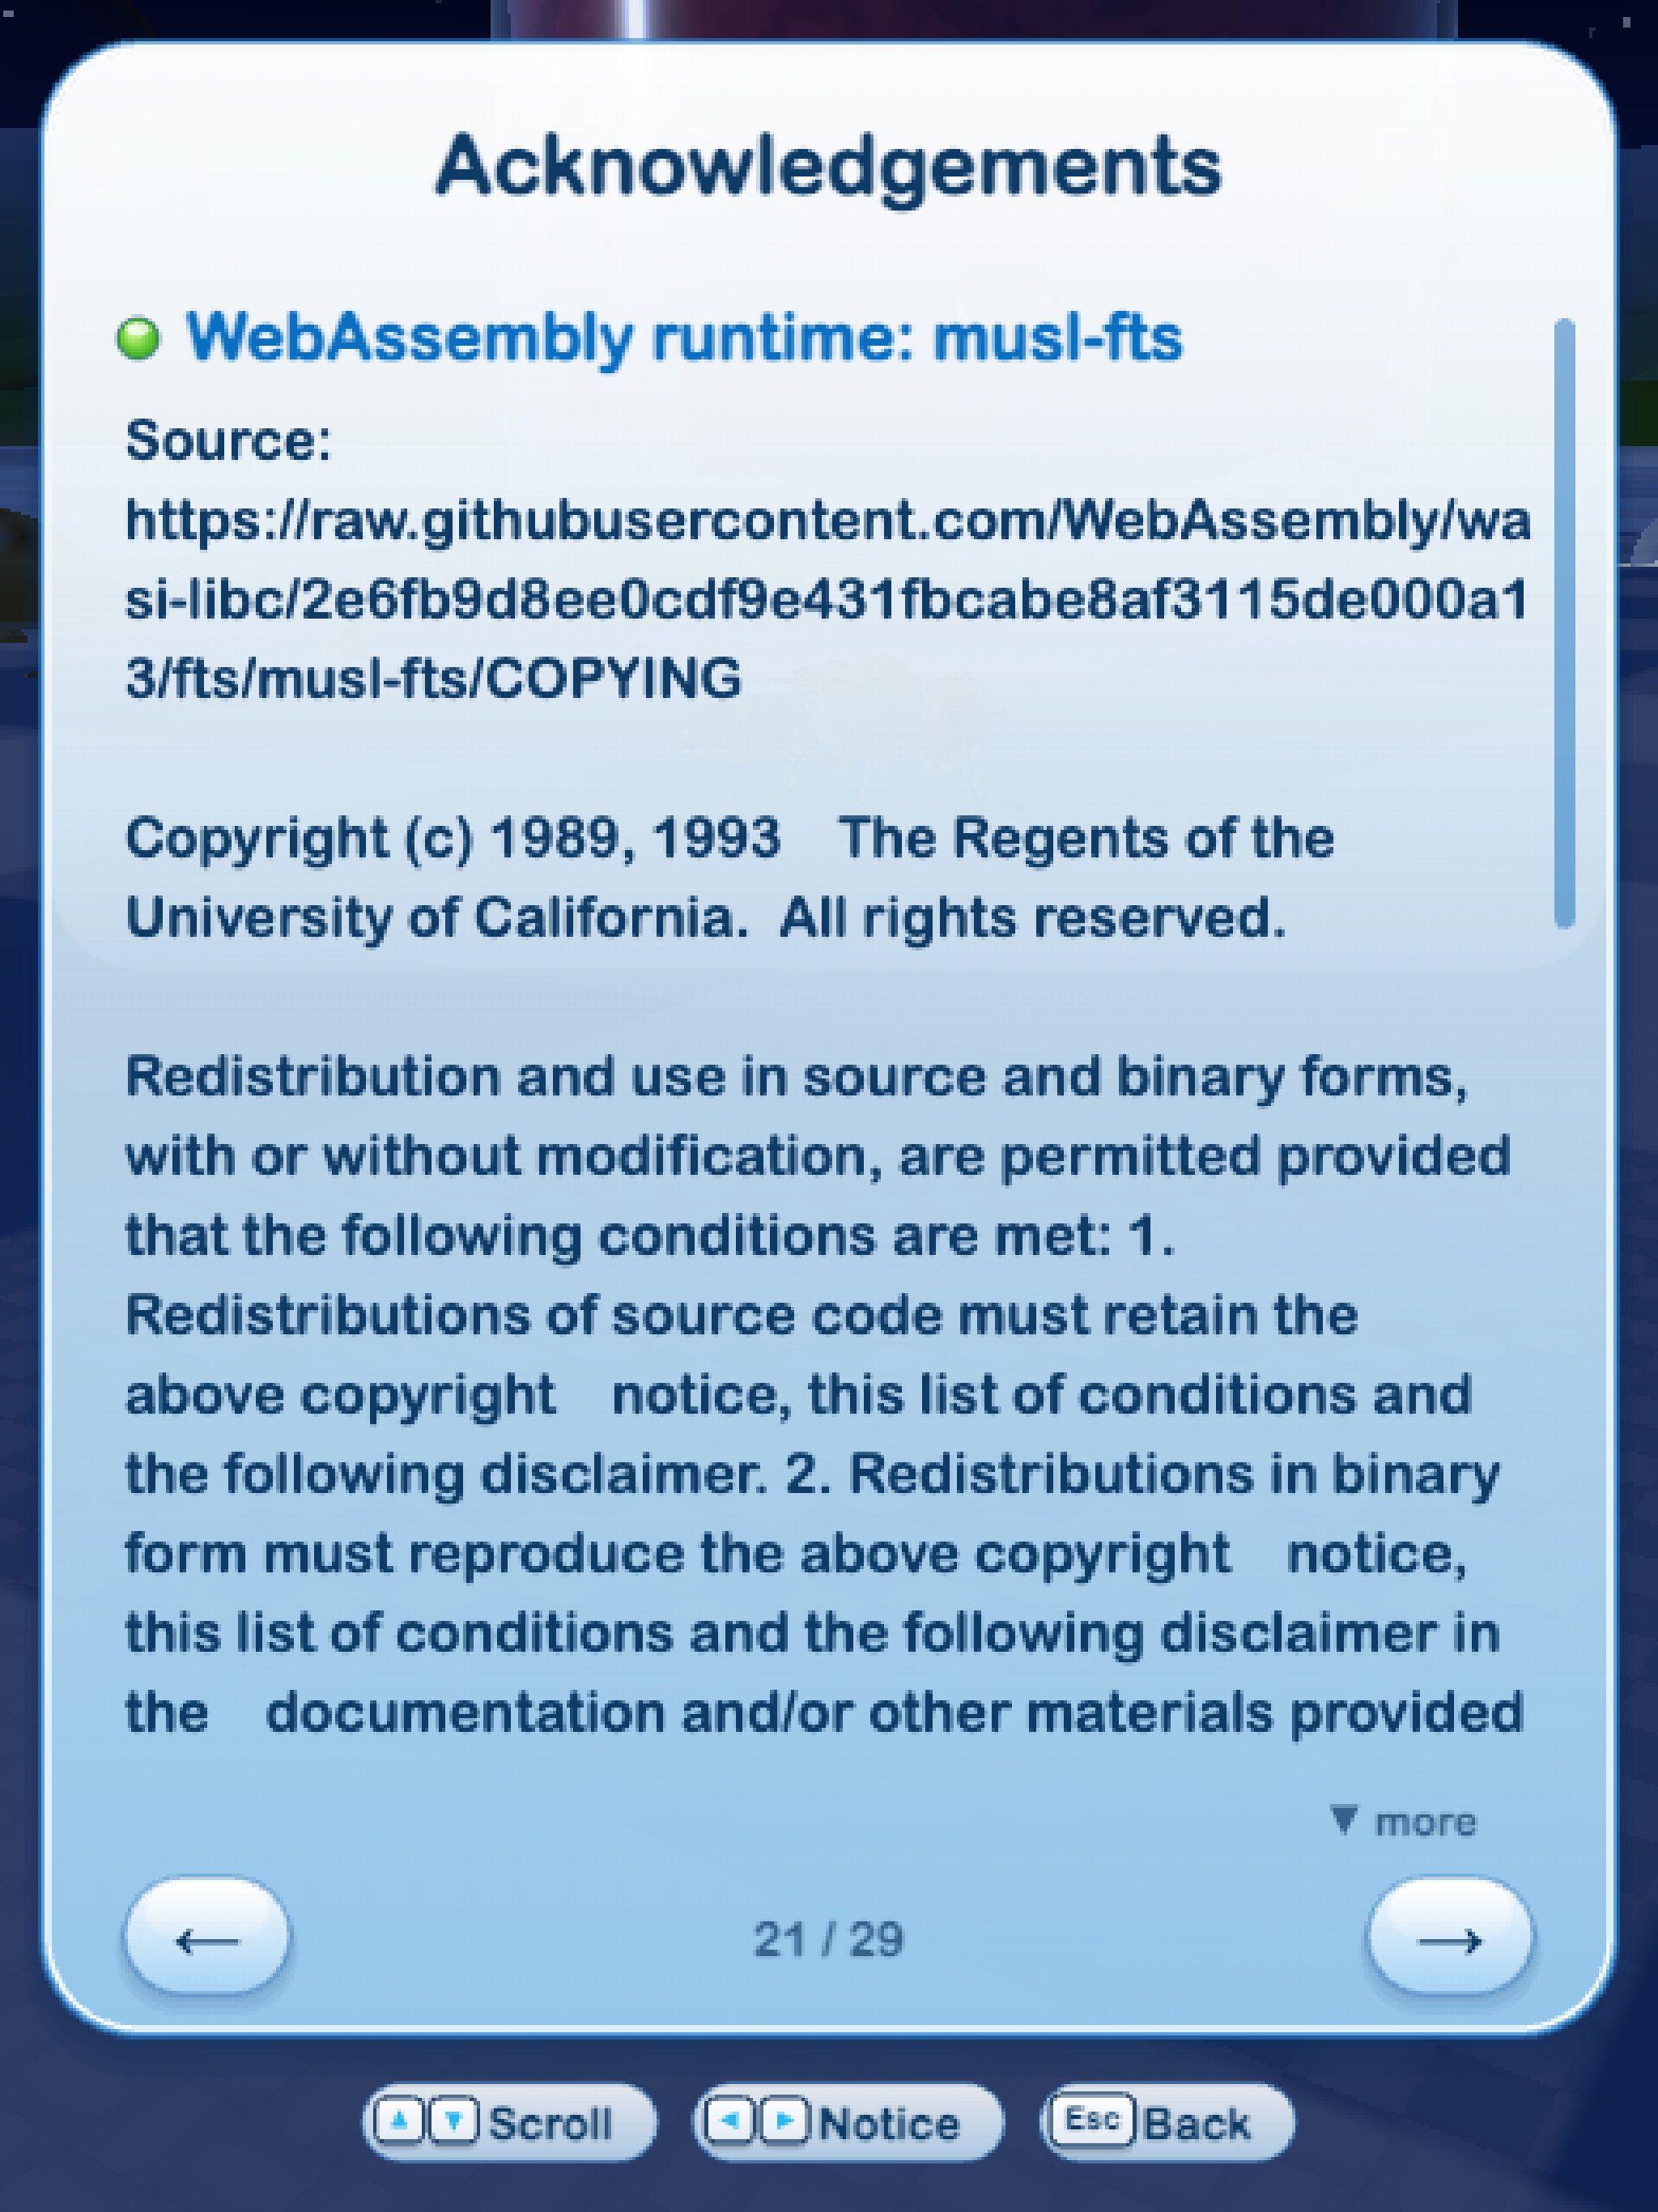 Acknowledgements
WebAssembly runtime: musl-fts
Source:
https://raw.githubusercontent.com/WebAssembly/wa
si-libc/2e6fb9d8ee0cdf9e431fbcabe8af3115de000a1
3/fts/musl-fts/COPYING
Copyright (c) 1989, 1993    The Regents of the
University of California.  All rights reserved.
Redistribution and use in source and binary forms,
with or without modification, are permitted provided
that the following conditions are met: 1.
Redistributions of source code must retain the
above copyright    notice, this list of conditions and
the following disclaimer. 2. Redistributions in binary
form must reproduce the above copyright    notice,
this list of conditions and the following disclaimer in
the    documentation and/or other materials provided
▼ more
← 21 / 29 →
▲ ▼ Scroll ◄ ► Notice Esc Back